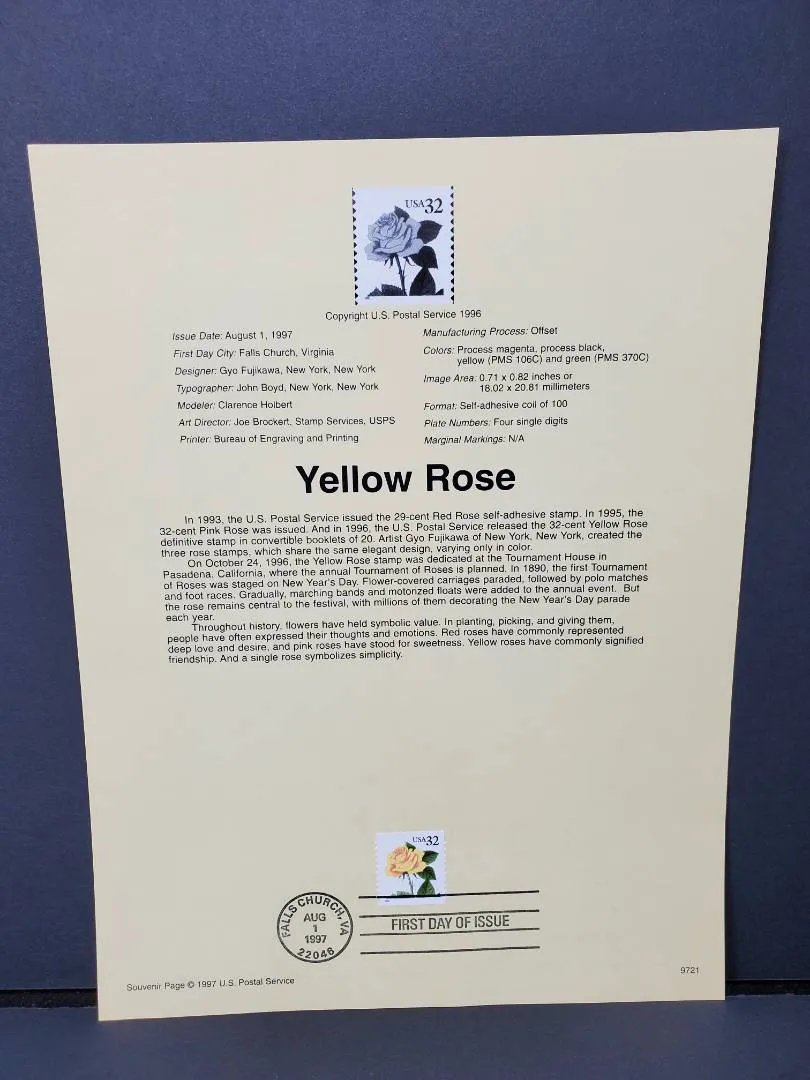 USA32
Copyright U.S. Postal Service 1996
Issue Date: August 1, 1997
First Day City: Falls Church, Virginia
Designer: Gyo Fujikawa, New York, New York
Typographer: John Boyd, New York, New York
Modeler: Clarence Holbert
Art Director: Joe Brockert, Stamp Services, USPS
Printer: Bureau of Engraving and Printing
Manufacturing Process: Offset
Colors: Process magenta, process black,
yellow (PMS 106C) and green (PMS 370C)
Image Area: 0.71 x 0.82 inches or
18.02 x 20.81 millimeters
Format: Self-adhesive coil of 100
Plate Numbers: Four single digits
Marginal Markings: N/A
Yellow Rose
In 1993, the U.S. Postal Service issued the 29-cent Red Rose self-adhesive stamp. In 1995, the
32-cent Pink Rose was issued. And in 1996, the U.S. Postal Service released the 32-cent Yellow Rose
definitive stamp in convertible booklets of 20. Artist Gyo Fujikawa of New York, New York, created the
three rose stamps, which share the same elegant design, varying only in color.
On October 24, 1996, the Yellow Rose stamp was dedicated at the Tournament House in
Pasadena, California, where the annual Tournament of Roses is planned. In 1890, the first Tournament
of Roses was staged on New Year's Day. Flower-covered carriages paraded, followed by polo matches
and foot races. Gradually, marching bands and motorized floats were added to the annual event. But
the rose remains central to the festival, with millions of them decorating the New Year's Day parade
each year.
Throughout history, flowers have held symbolic value. In planting, picking, and giving them,
people have often expressed their thoughts and emotions. Red roses have commonly represented
deep love and desire, and pink roses have stood for sweetness. Yellow roses have commonly signified
friendship. And a single rose symbolizes simplicity.
USA32
FALLS CHURCH, VA
AUG
1
1997
22046
FIRST DAY OF ISSUE
Souvenir Page © 1997 U.S. Postal Service
9721